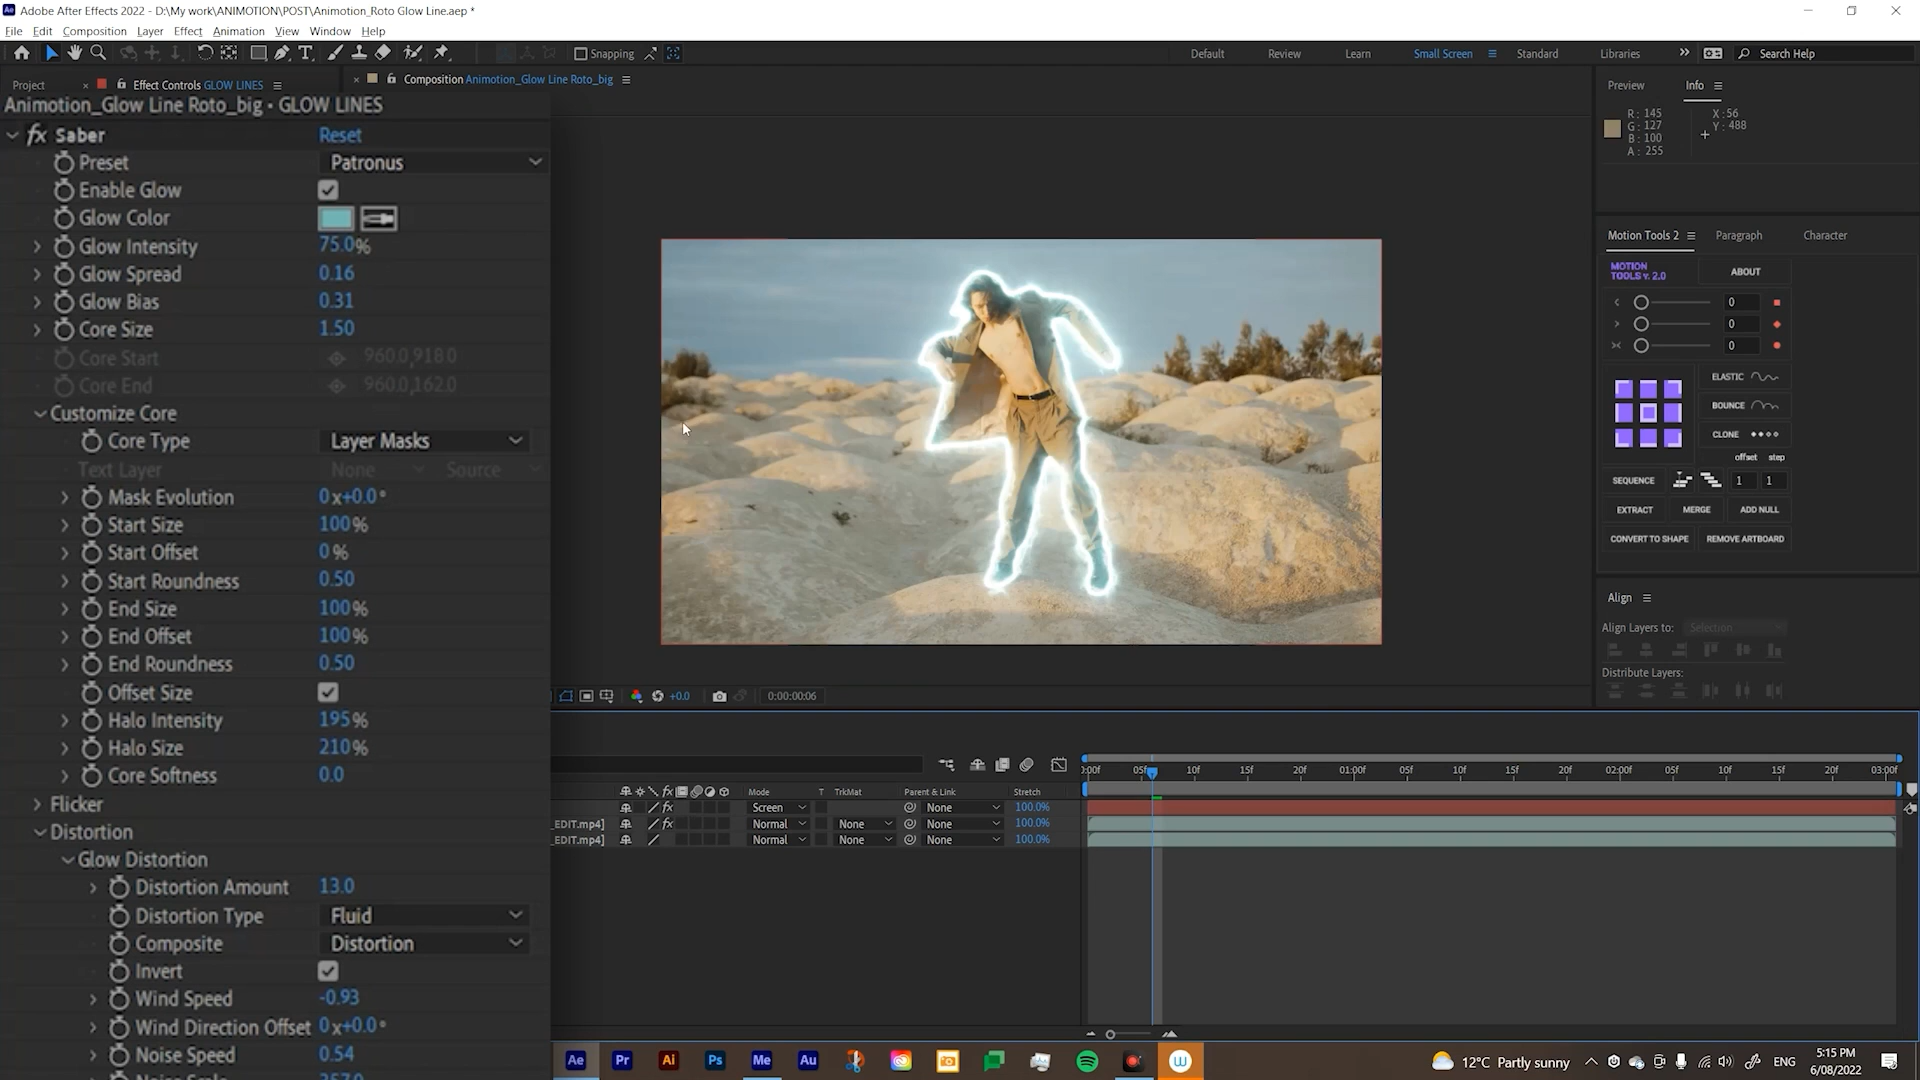 Ae Adobe After Effects 2022 - D:\My work\ANIMOTION\POST\Animotion_Roto Glow Line.aep *
File Edit Composition Layer Effect Animation View Window Help
Snapping Default Review Learn Small Screen Standard Libraries Search Help
Project Effect Controls GLOW LINES Composition Animotion_Glow Line Roto_big Preview Info
Animotion_Glow Line Roto_big • GLOW LINES
R: 145 X: 56
G: 127 Y: 488
B: 100
A: 255
fx Saber Reset
Preset Patronus
Enable Glow
Glow Color
Glow Intensity 75.0%
Glow Spread 0.16
Glow Bias 0.31
Core Size 1.50
Core Start 960.0,918.0
Core End 960.0,162.0
Customize Core
Core Type Layer Masks
Text Layer None Source
Mask Evolution 0x+0.0°
Start Size 100%
Start Offset 0%
Start Roundness 0.50
End Size 100%
End Offset 100%
End Roundness 0.50
Offset Size
Halo Intensity 195%
Halo Size 210%
Core Softness 0.0
Flicker
Distortion
Glow Distortion
Distortion Amount 13.0
Distortion Type Fluid
Composite Distortion
Invert
Wind Speed -0.93
Wind Direction Offset 0x+0.0°
Noise Speed 0.54
Motion Tools 2 Paragraph Character
MOTION
TOOLS v. 2.0 ABOUT
0
0
0
ELASTIC
BOUNCE
CLONE
offset step
SEQUENCE 1 1
EXTRACT MERGE ADD NULL
CONVERT TO SHAPE REMOVE ARTBOARD
Align
Align Layers to: Selection
Distribute Layers:
+0.0 0:00:00:06
0:00f 05f 10f 15f 20f 01:00f 05f 10f 15f 20f 02:00f 05f 10f 15f 20f 03:00f
fx Mode T TrkMat Parent & Link Stretch
fx Screen None 100.0%
_EDIT.mp4] fx Normal None None 100.0%
_EDIT.mp4] Normal None None 100.0%
Ae Pr Ai Ps Me Au W
12°C Partly sunny ENG 5:15 PM
6/08/2022